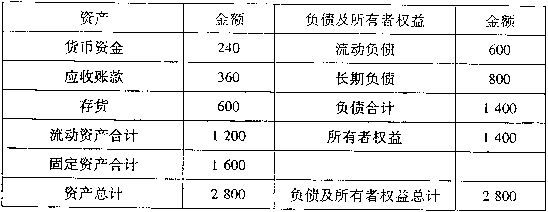 资产 金额 负债及所有者权益 金额
货币资金 240 流动负债 600
应收账款 360 长期负债 800
存货 600 负债合计 1 400
流动资产合计 1 200 所有者权益 1 400
固定资产合计 1 600
资产总计 2 800 负债及所有者权益总计 2 800